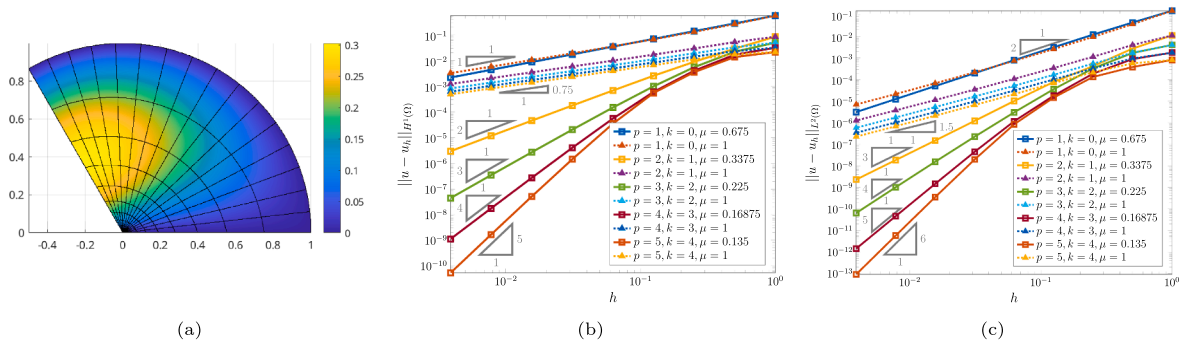 0.8
0.6
0.4
0.2
0
-0.4
-0.2
0
0.2
0.4
0.6
0.8
1
0.3
0.25
0.2
0.15
0.1
0.05
0
(a)
10⁻¹
10⁻²
10⁻³
10⁻⁴
10⁻⁵
10⁻⁶
10⁻⁷
10⁻⁸
10⁻⁹
10⁻¹⁰
||u − u_h||_{H¹(Ω)}
1
1
0.75
1
1
2
1
3
1
4
5
1
p = 1, k = 0, μ = 0.675
p = 1, k = 0, μ = 1
p = 2, k = 1, μ = 0.3375
p = 2, k = 1, μ = 1
p = 3, k = 2, μ = 0.225
p = 3, k = 2, μ = 1
p = 4, k = 3, μ = 0.16875
p = 4, k = 3, μ = 1
p = 5, k = 4, μ = 0.135
p = 5, k = 4, μ = 1
10⁻²
10⁻¹
10⁰
h
(b)
10⁻¹
10⁻²
10⁻³
10⁻⁴
10⁻⁵
10⁻⁶
10⁻⁷
10⁻⁸
10⁻⁹
10⁻¹⁰
10⁻¹¹
10⁻¹²
10⁻¹³
||u − u_h||_{L²(Ω)}
1
2
1.5
1
1
3
1
4
1
5
6
1
p = 1, k = 0, μ = 0.675
p = 1, k = 0, μ = 1
p = 2, k = 1, μ = 0.3375
p = 2, k = 1, μ = 1
p = 3, k = 2, μ = 0.225
p = 3, k = 2, μ = 1
p = 4, k = 3, μ = 0.16875
p = 4, k = 3, μ = 1
p = 5, k = 4, μ = 0.135
p = 5, k = 4, μ = 1
10⁻²
10⁻¹
10⁰
h
(c)